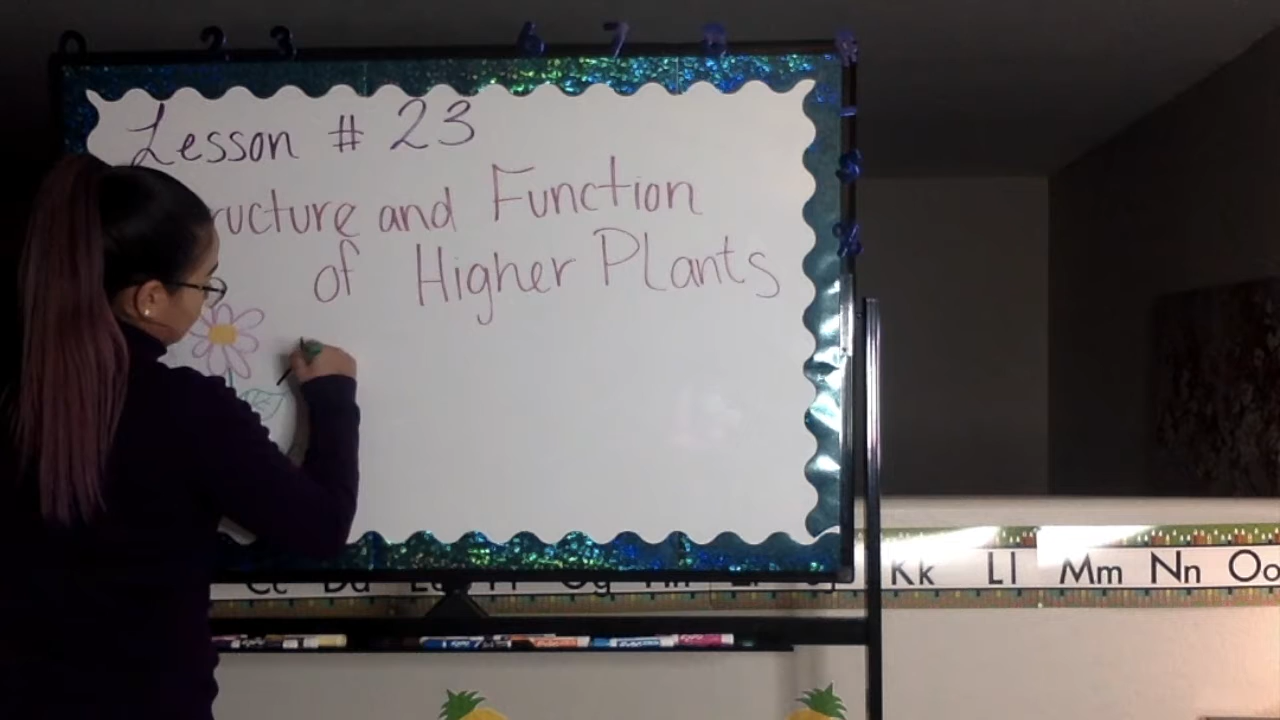 Lesson # 23
ructure and Function
of Higher Plants
Kk Ll Mm Nn Oo